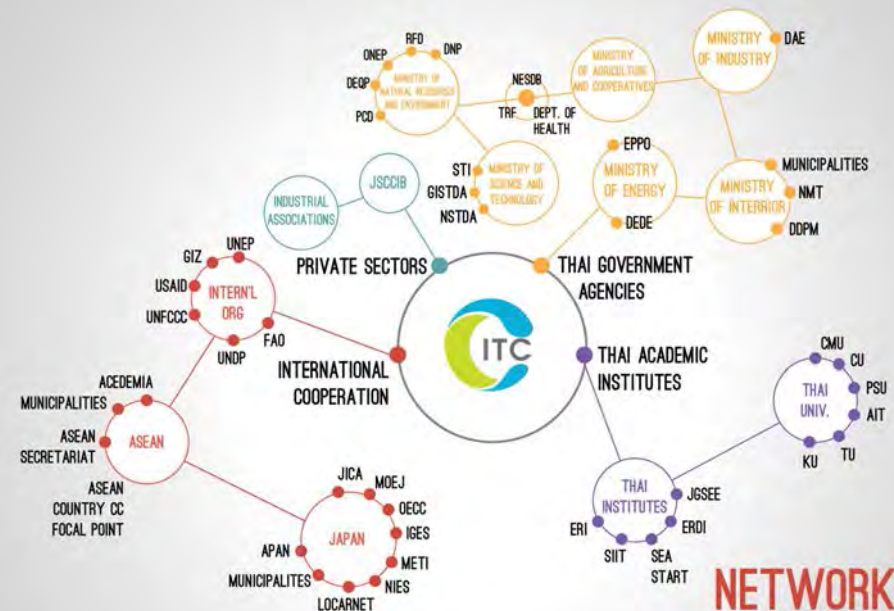 RFD
ONEP
DNP
DEQP
PCD
MINISTRY OF
NATURAL RESOURCES
AND ENVIRONMENT
NESDB
TRF
DEPT. OF
HEALTH
MINISTRY
OF AGRICULTURE
AND COOPERATIVES
MINISTRY
OF INDUSTRY
DAE
STI
GISTDA
NSTDA
MINISTRY OF
SCIENCE AND
TECHNOLOGY
EPPO
MINISTRY
OF ENERGY
DEDE
MUNICIPALITIES
MINISTRY
OF INTERRIOR
NMT
DDPM
INDUSTRIAL
ASSOCIATIONS
JSCCIB
PRIVATE SECTORS
THAI GOVERNMENT
AGENCIES
UNEP
GIZ
USAID
UNFCCC
INTERN'L
ORG
FAO
UNDP
INTERNATIONAL
COOPERATION
CITC
THAI ACADEMIC
INSTITUTES
ACEDEMIA
MUNICIPALITIES
ASEAN
SECRETARIAT
ASEAN
ASEAN
COUNTRY CC
FOCAL POINT
JICA
MOEJ
OECC
IGES
METI
NIES
LOCARNET
MUNICIPALITES
APAN
JAPAN
CMU
CU
PSU
AIT
TU
KU
THAI
UNIV.
THAI
INSTITUTES
JGSEE
ERDI
SEA
START
SIIT
ERI
NETWORK